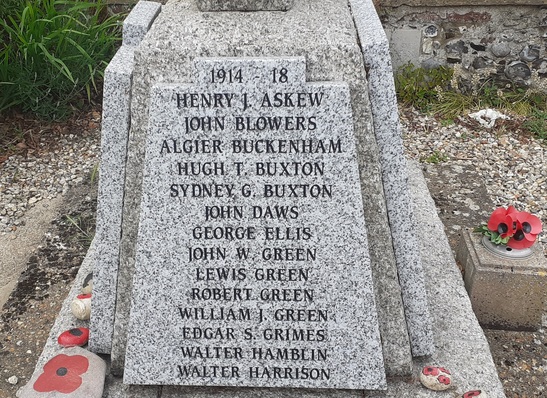 1914 - 18
HENRY J. ASKEW
JOHN BLOWERS
ALGIER BUCKENHAM
HUGH T. BUXTON
SYDNEY G. BUXTON
JOHN DAWS
GEORGE ELLIS
JOHN W. GREEN
LEWIS GREEN
ROBERT GREEN
WILLIAM J. GREEN
EDGAR S. GRIMES
WALTER HAMBLIN
WALTER HARRISON